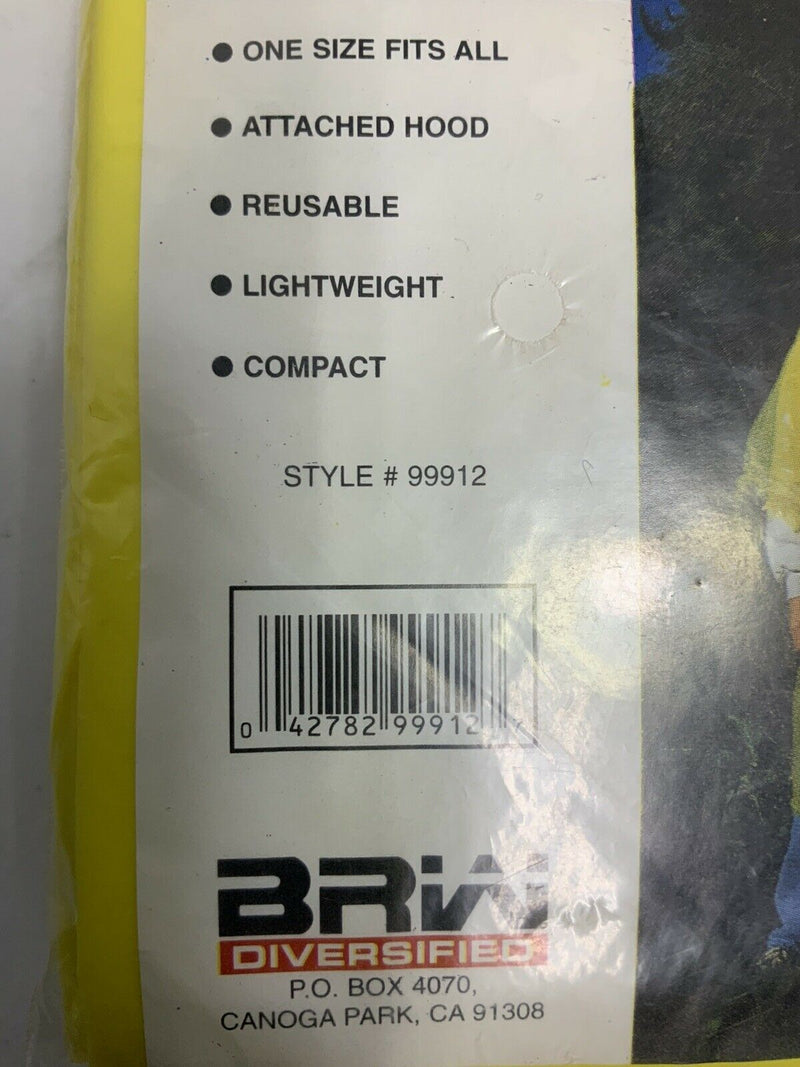 ● ONE SIZE FITS ALL
● ATTACHED HOOD
● REUSABLE
● LIGHTWEIGHT
● COMPACT
STYLE # 99912
0 42782 99912
BRW
DIVERSIFIED
P.O. BOX 4070,
CANOGA PARK, CA 91308